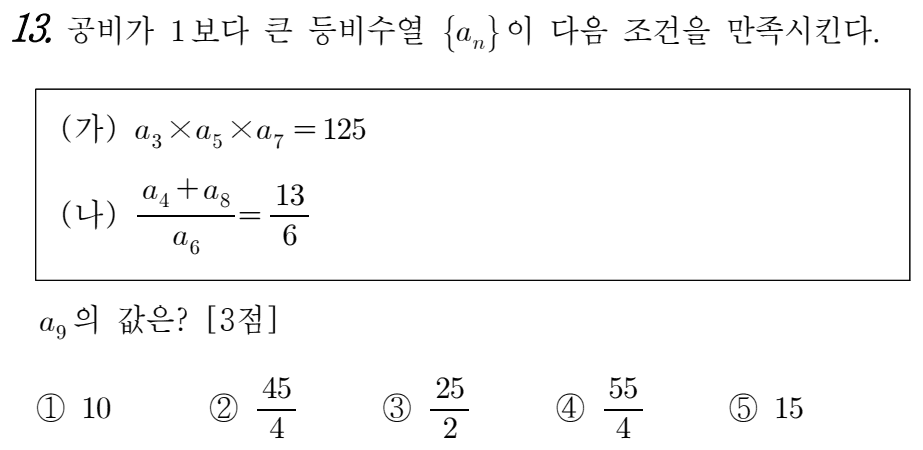 13. 공비가 1보다 큰 등비수열 {aₙ}이 다음 조건을 만족시킨다.
(가) a₃×a₅×a₇=125
(나) (a₄+a₈)/a₆=13/6
a₉의 값은? [3점]
① 10 ② 45/4 ③ 25/2 ④ 55/4 ⑤ 15